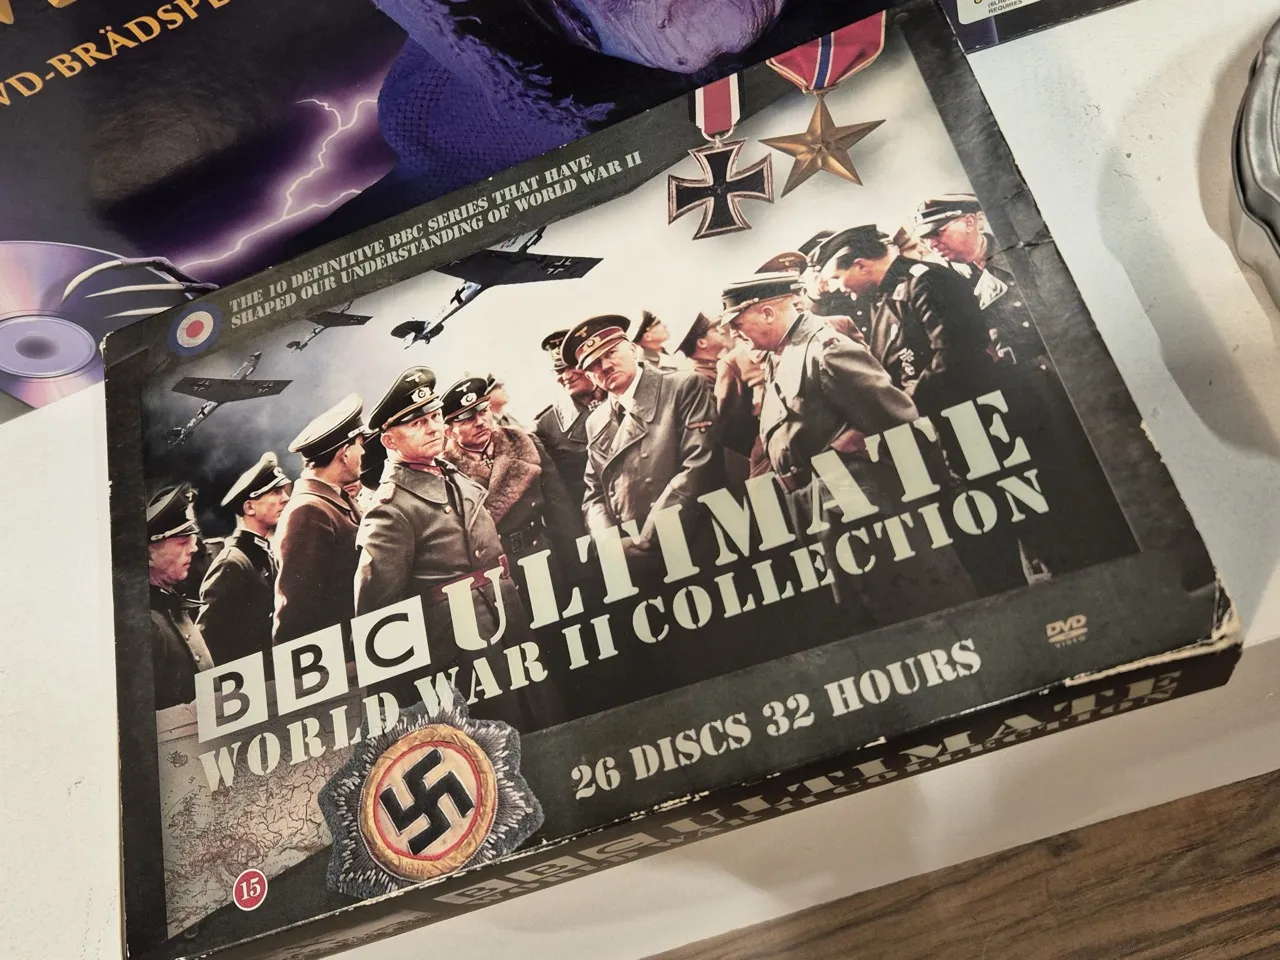 VD-BRÄDSPE
REQUIRES
THE 10 DEFINITIVE BBC SERIES THAT HAVE
SHAPED OUR UNDERSTANDING OF WORLD WAR II
BBC ULTIMATE
WORLD WAR II COLLECTION
26 DISCS 32 HOURS
DVD
VIDEO
15
BBC ULTIMATE
WORLD WAR II COLLECTION